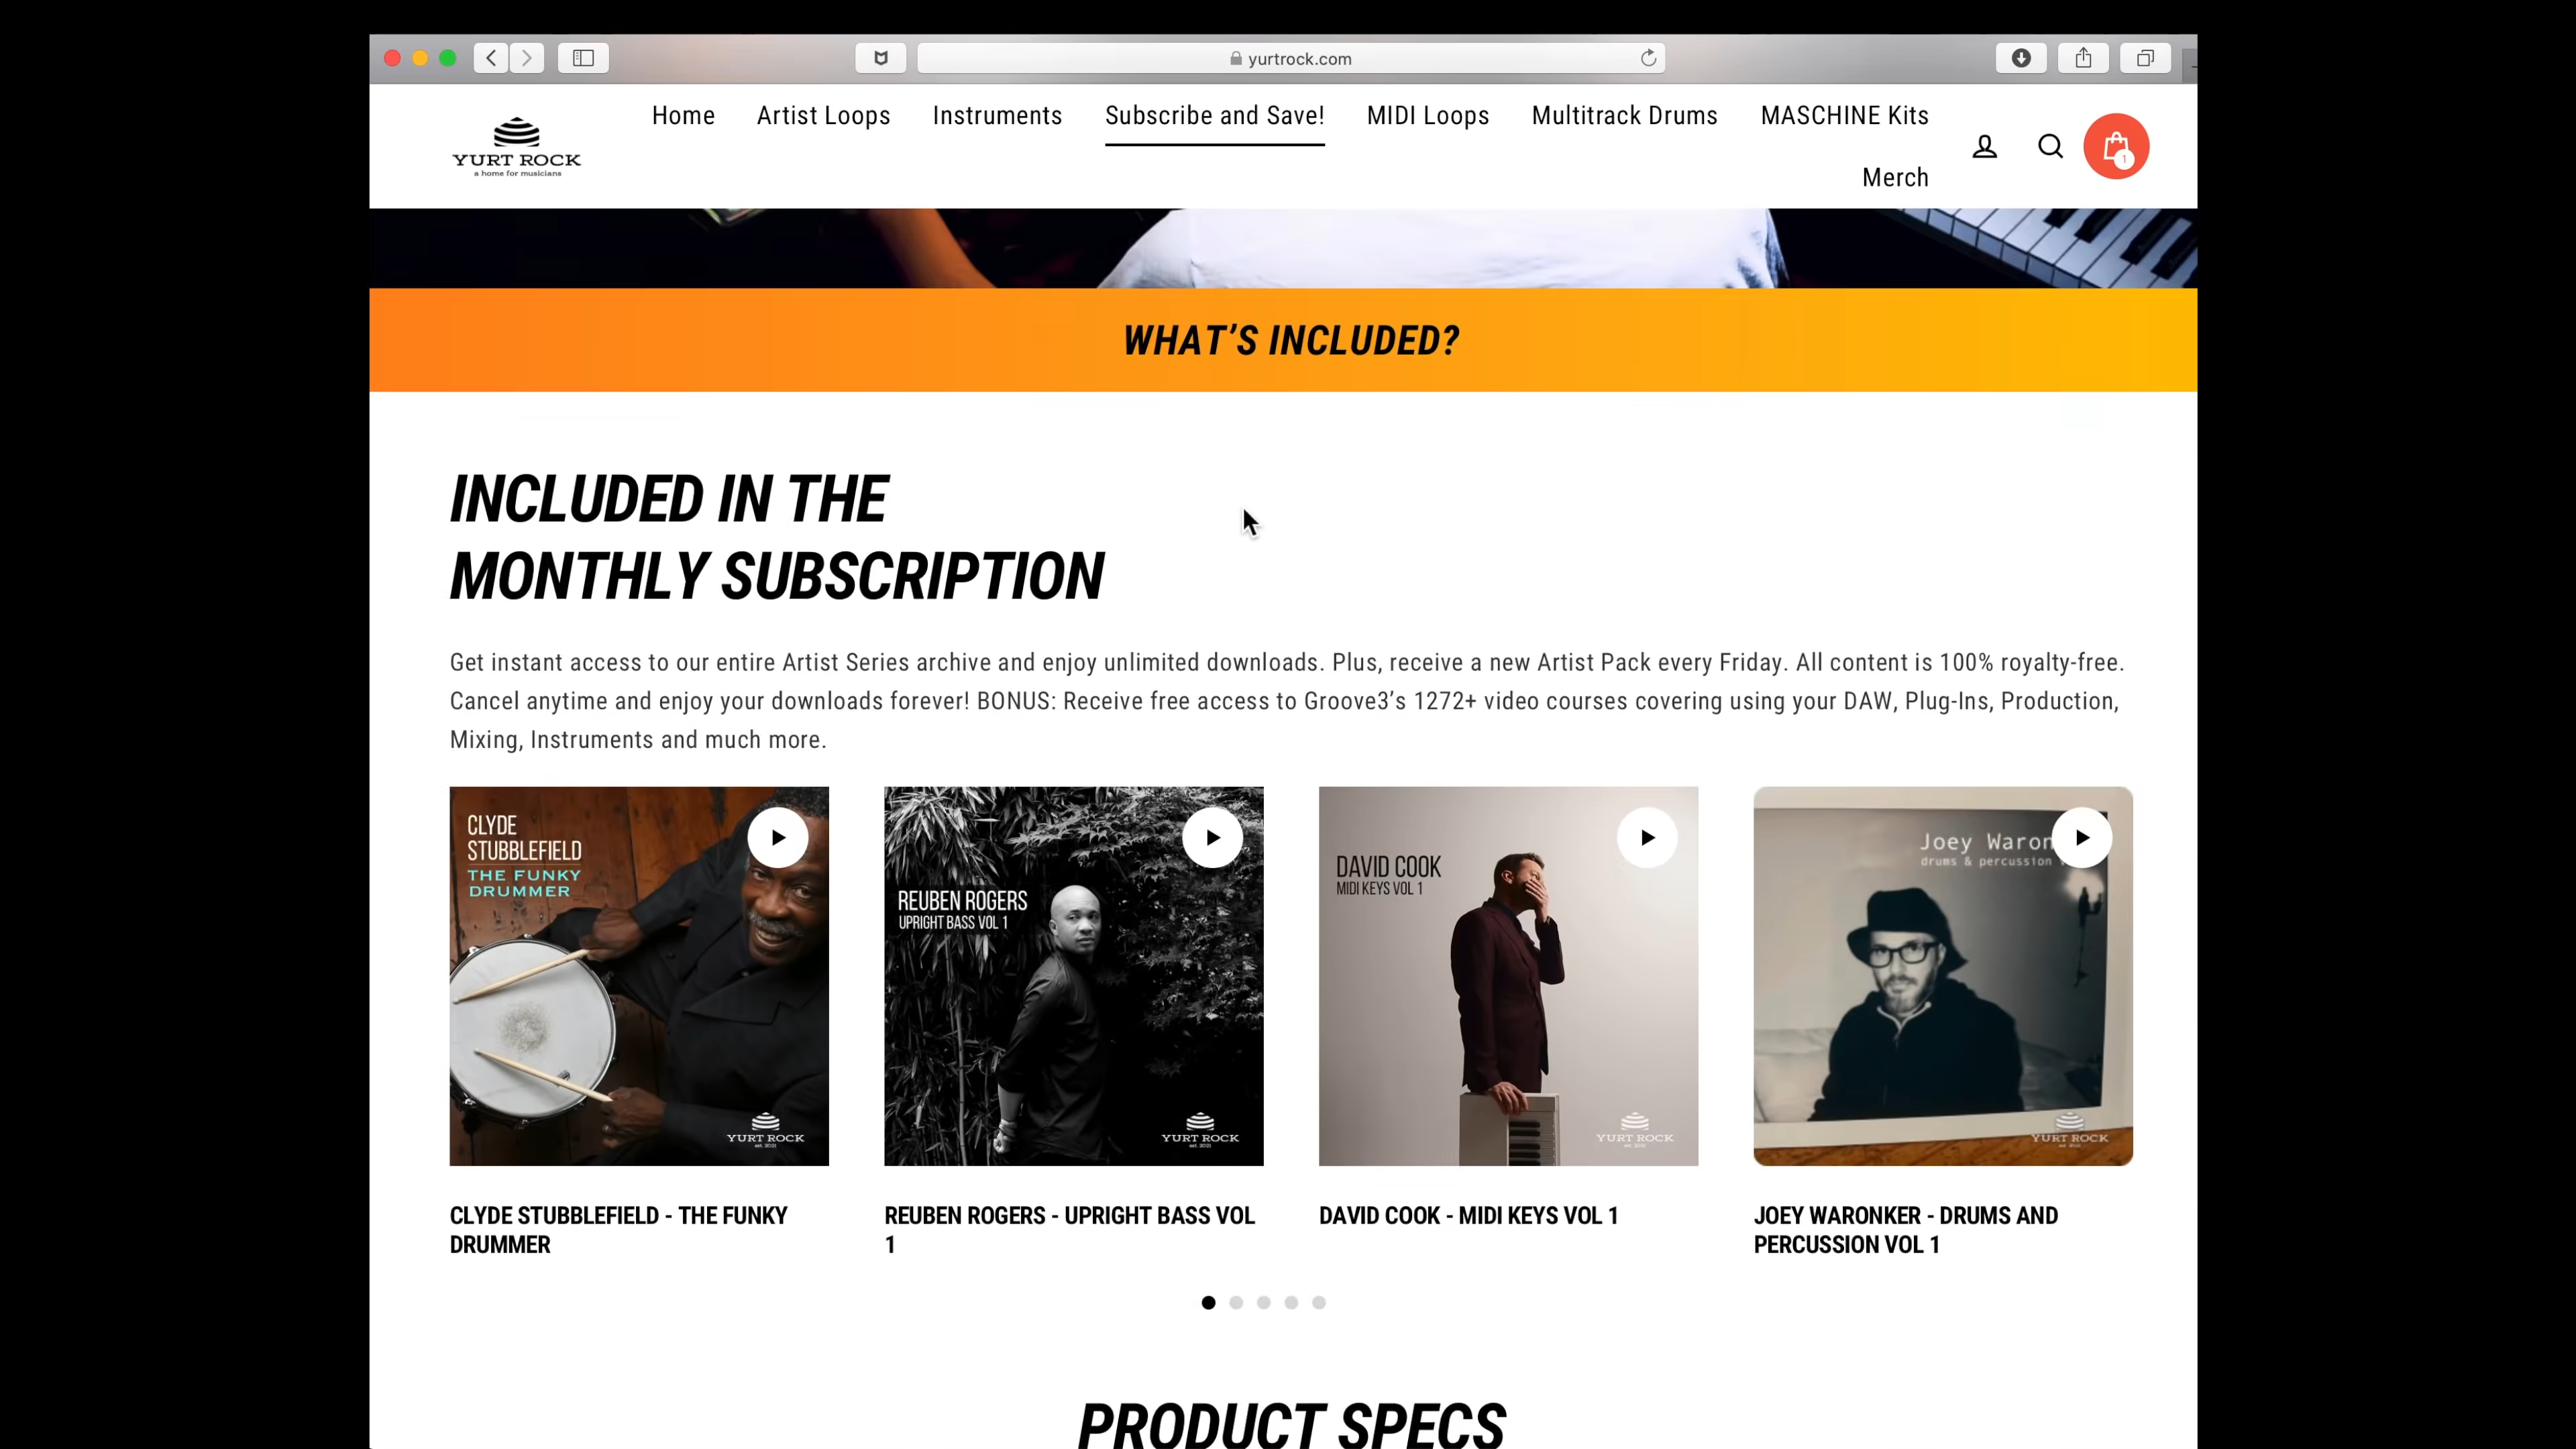 yurtrock.com
YURT ROCK
a home for musicians
Home
Artist Loops
Instruments
Subscribe and Save!
MIDI Loops
Multitrack Drums
MASCHINE Kits
Merch
1
WHAT’S INCLUDED?
INCLUDED IN THE
MONTHLY SUBSCRIPTION
Get instant access to our entire Artist Series archive and enjoy unlimited downloads. Plus, receive a new Artist Pack every Friday. All content is 100% royalty-free.
Cancel anytime and enjoy your downloads forever! BONUS: Receive free access to Groove3’s 1272+ video courses covering using your DAW, Plug-Ins, Production,
Mixing, Instruments and much more.
CLYDE
STUBBLEFIELD
THE FUNKY
DRUMMER
YURT ROCK
est. 2021
REUBEN ROGERS
UPRIGHT BASS VOL 1
YURT ROCK
est. 2021
DAVID COOK
MIDI KEYS VOL 1
YURT ROCK
Joey
drums & percussion
YURT ROCK
CLYDE STUBBLEFIELD - THE FUNKY
DRUMMER
REUBEN ROGERS - UPRIGHT BASS VOL
1
DAVID COOK - MIDI KEYS VOL 1
JOEY WARONKER - DRUMS AND
PERCUSSION VOL 1
PRODUCT SPECS